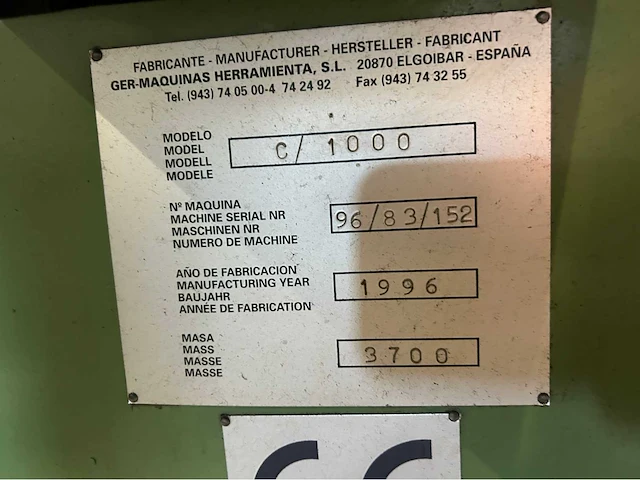 FABRICANTE - MANUFACTURER - HERSTELLER - FABRICANT
GER-MAQUINAS HERRAMIENTA, S.L. 20870 ELGOIBAR - ESPAÑA
Tel. (943) 74 05 00-4 74 24 92 Fax (943) 74 32 55
MODELO
MODEL
MODELL
MODELE
C/1000
Nº MAQUINA
MACHINE SERIAL NR
MASCHINEN NR
NUMERO DE MACHINE
96/83/152
AÑO DE FABRICACION
MANUFACTURING YEAR
BAUJAHR
ANNÉE DE FABRICATION
1996
MASA
MASS
MASSE
MASSE
3700
CE